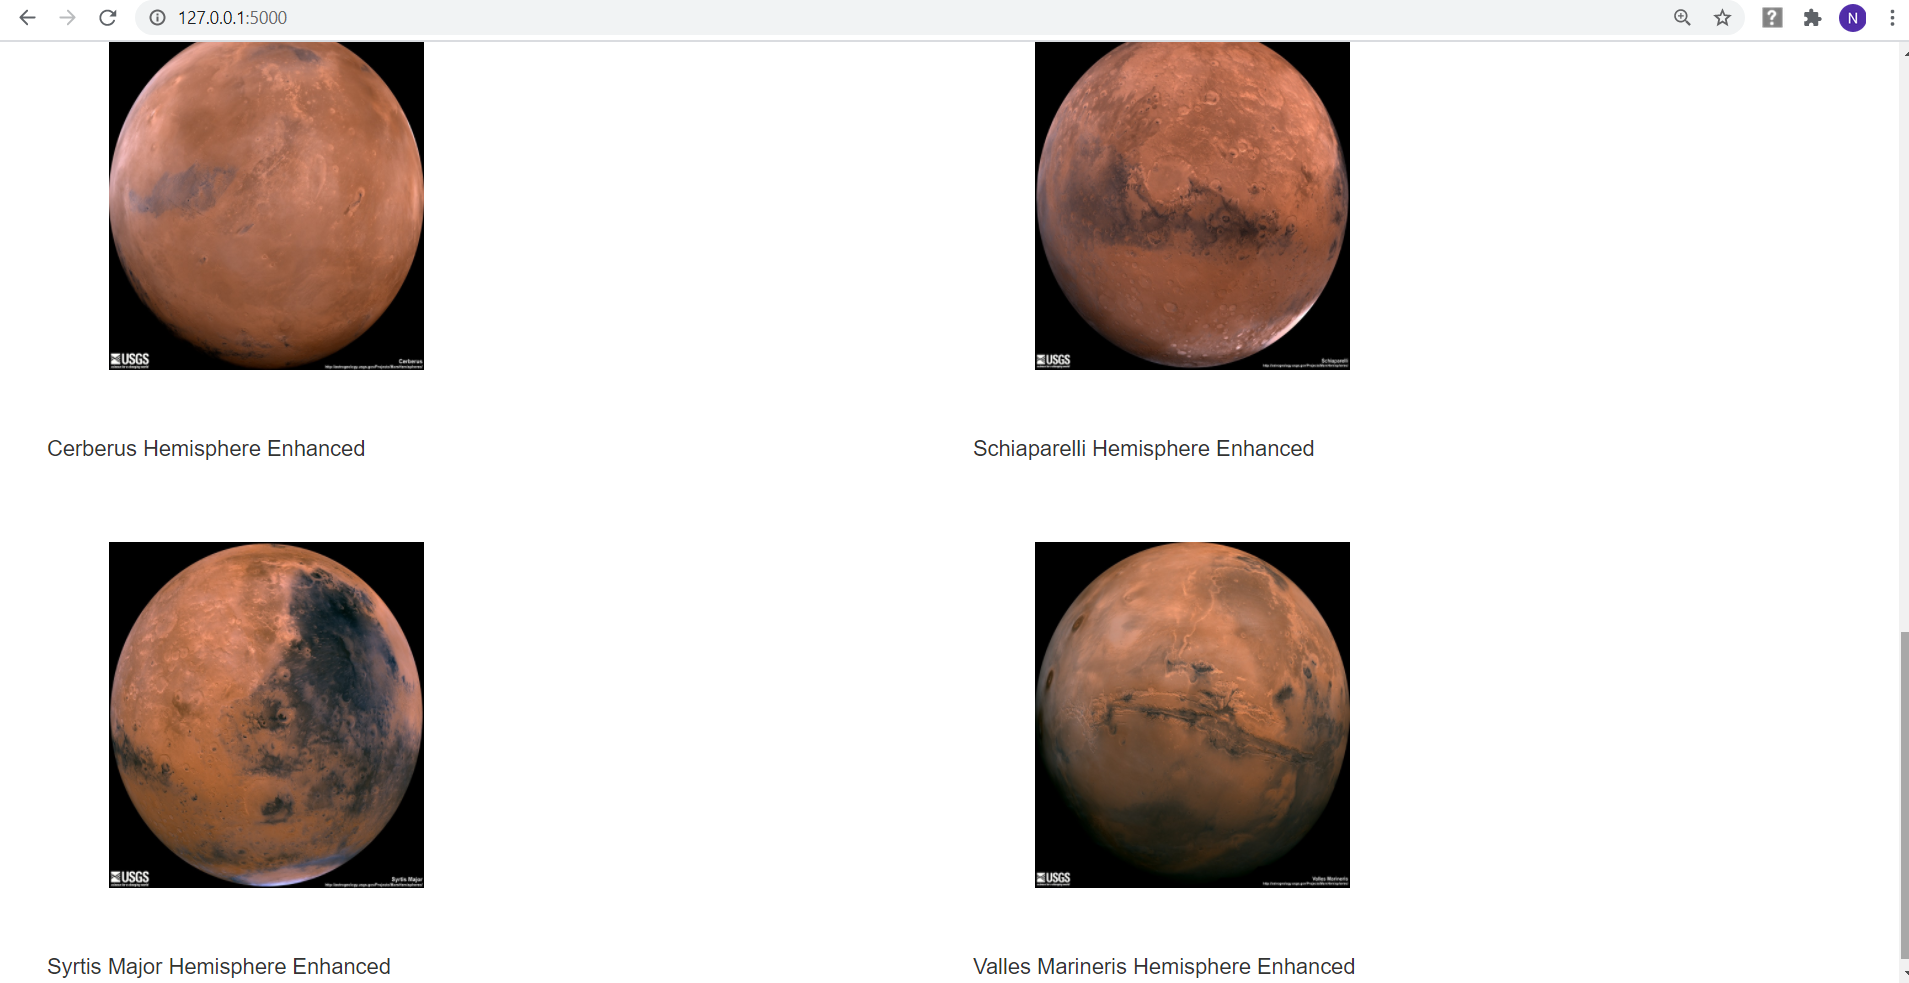 127.0.0.1:5000
N
USGS
Cerberus
USGS
Schiaparelli
Cerberus Hemisphere Enhanced
Schiaparelli Hemisphere Enhanced
USGS
Syrtis Major
USGS
Valles Marineris
Syrtis Major Hemisphere Enhanced
Valles Marineris Hemisphere Enhanced